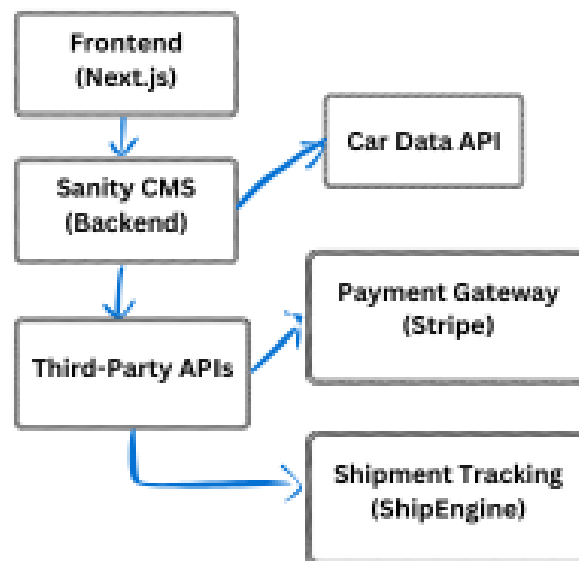 Frontend
(Next.js)
Car Data API
Sanity CMS
(Backend)
Payment Gateway
(Stripe)
Third-Party APIs
Shipment Tracking
(ShipEngine)